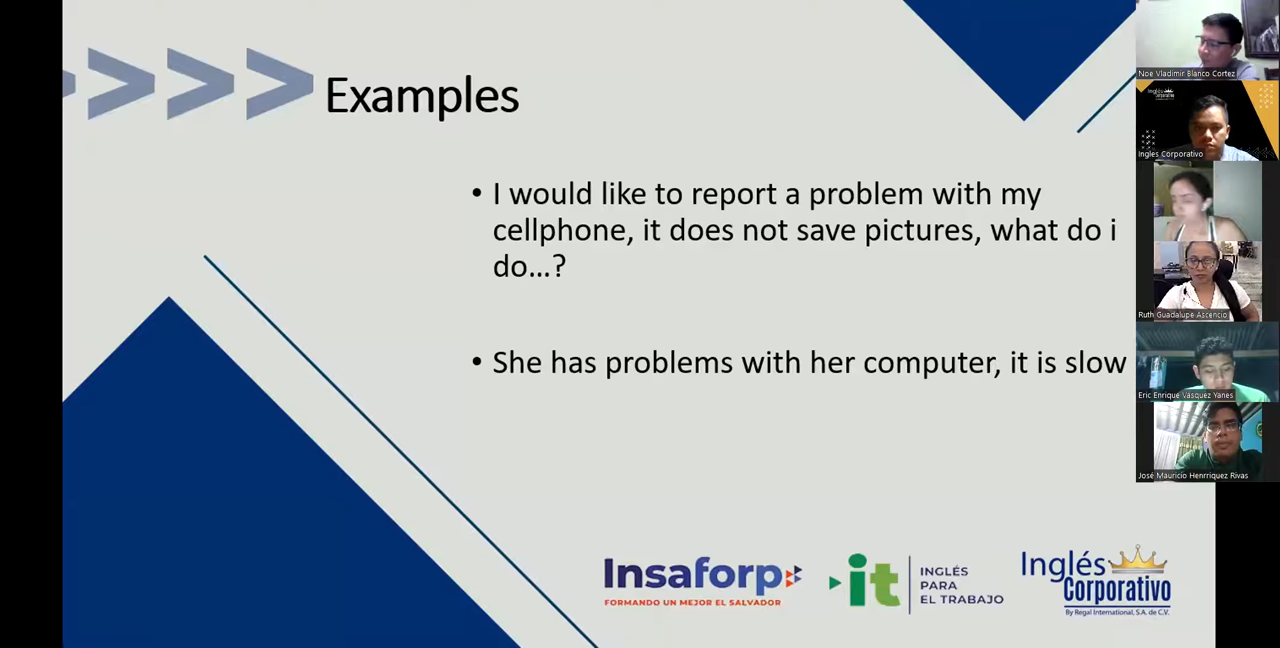 Examples
• I would like to report a problem with my
cellphone, it does not save pictures, what do i
do...?
• She has problems with her computer, it is slow
Insaforp
FORMANDO UN MEJOR EL SALVADOR
it
INGLÉS
PARA
EL TRABAJO
Inglés
Corporativo
By Regal International, S.A. de C.V.
Noe Vladimir Blanco Cortez
Inglés
Ingles Corporativo
Ruth Guadalupe Ascencio
Eric Enrique Vasquez Yanes
José Mauricio Henrriquez Rivas